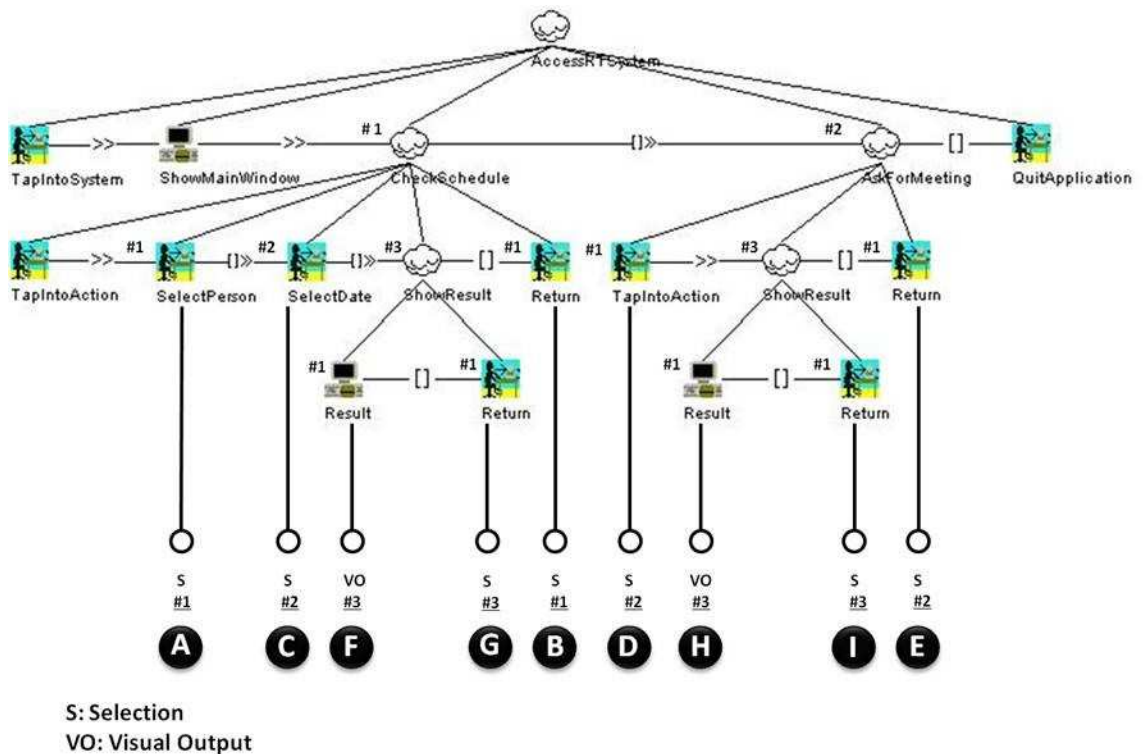 AccessRTSystem
>> >> #1 []>> #2 []
TapIntoSystem ShowMainWindow CheckSchedule AskForMeeting QuitApplication
>> #1 []>> #2 []>> #3 [] #1 #1 >> #3 [] #1
TapIntoAction SelectPerson SelectDate ShowResult Return TapIntoAction ShowResult Return
#1 [] #1 #1 [] #1
Result Return Result Return
S S VO S S S VO S S
#1 #2 #3 #3 #1 #2 #3 #3 #2
A C F G B D H I E
S: Selection
VO: Visual Output